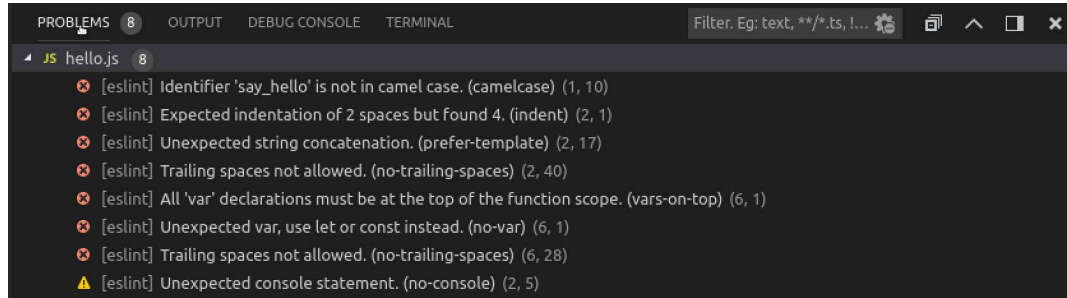 PROBLEMS 8 OUTPUT DEBUG CONSOLE TERMINAL Filter. Eg: text, **/*.ts, !...
JS hello.js 8
[eslint] Identifier 'say_hello' is not in camel case. (camelcase) (1, 10)
[eslint] Expected indentation of 2 spaces but found 4. (indent) (2, 1)
[eslint] Unexpected string concatenation. (prefer-template) (2, 17)
[eslint] Trailing spaces not allowed. (no-trailing-spaces) (2, 40)
[eslint] All 'var' declarations must be at the top of the function scope. (vars-on-top) (6, 1)
[eslint] Unexpected var, use let or const instead. (no-var) (6, 1)
[eslint] Trailing spaces not allowed. (no-trailing-spaces) (6, 28)
[eslint] Unexpected console statement. (no-console) (2, 5)